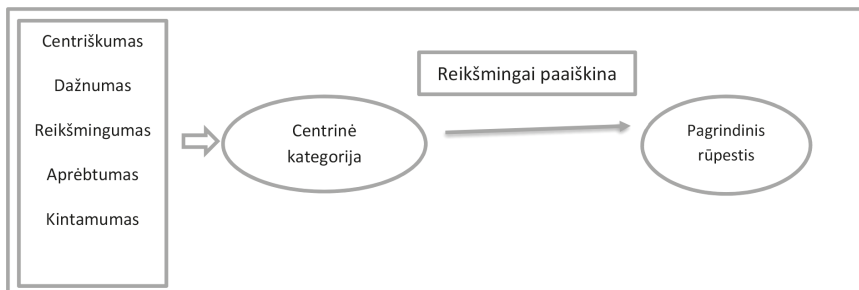 Centriškumas
Dažnumas
Reikšmingumas
Aprėbtumas
Kintamumas
Centrinė
kategorija
Reikšmingai paaiškina
Pagrindinis
rūpestis